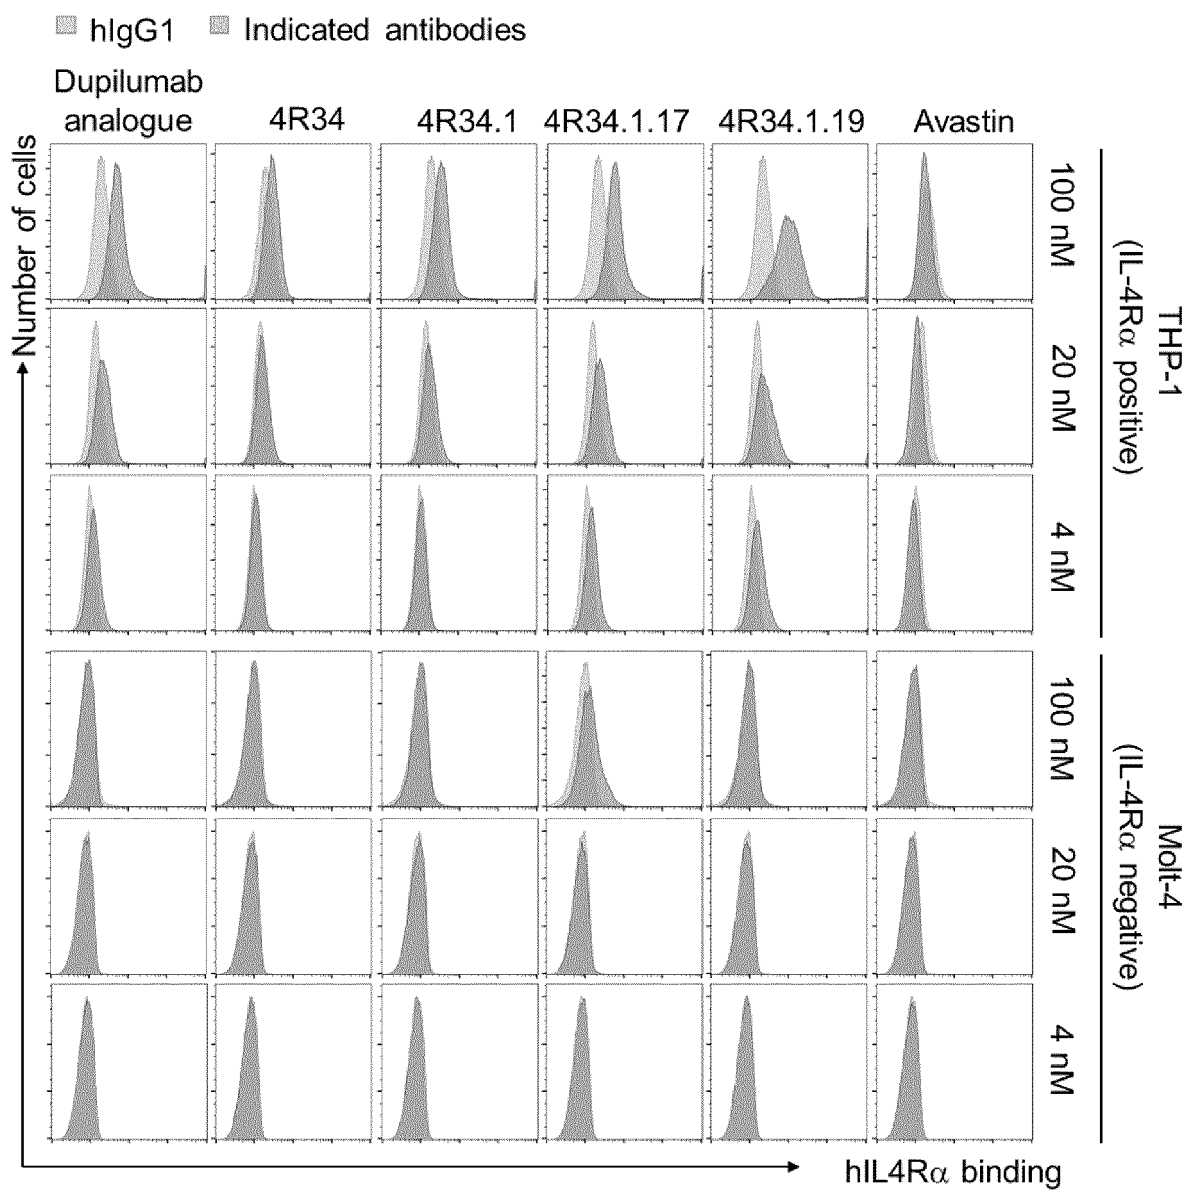 hIgG1 Indicated antibodies
Dupilumab
analogue
4R34
4R34.1
4R34.1.17
4R34.1.19
Avastin
Number of cells
100 nM
20 nM
4 nM
THP-1
(IL-4Rα positive)
100 nM
20 nM
4 nM
Molt-4
(IL-4Rα negative)
hIL4Rα binding